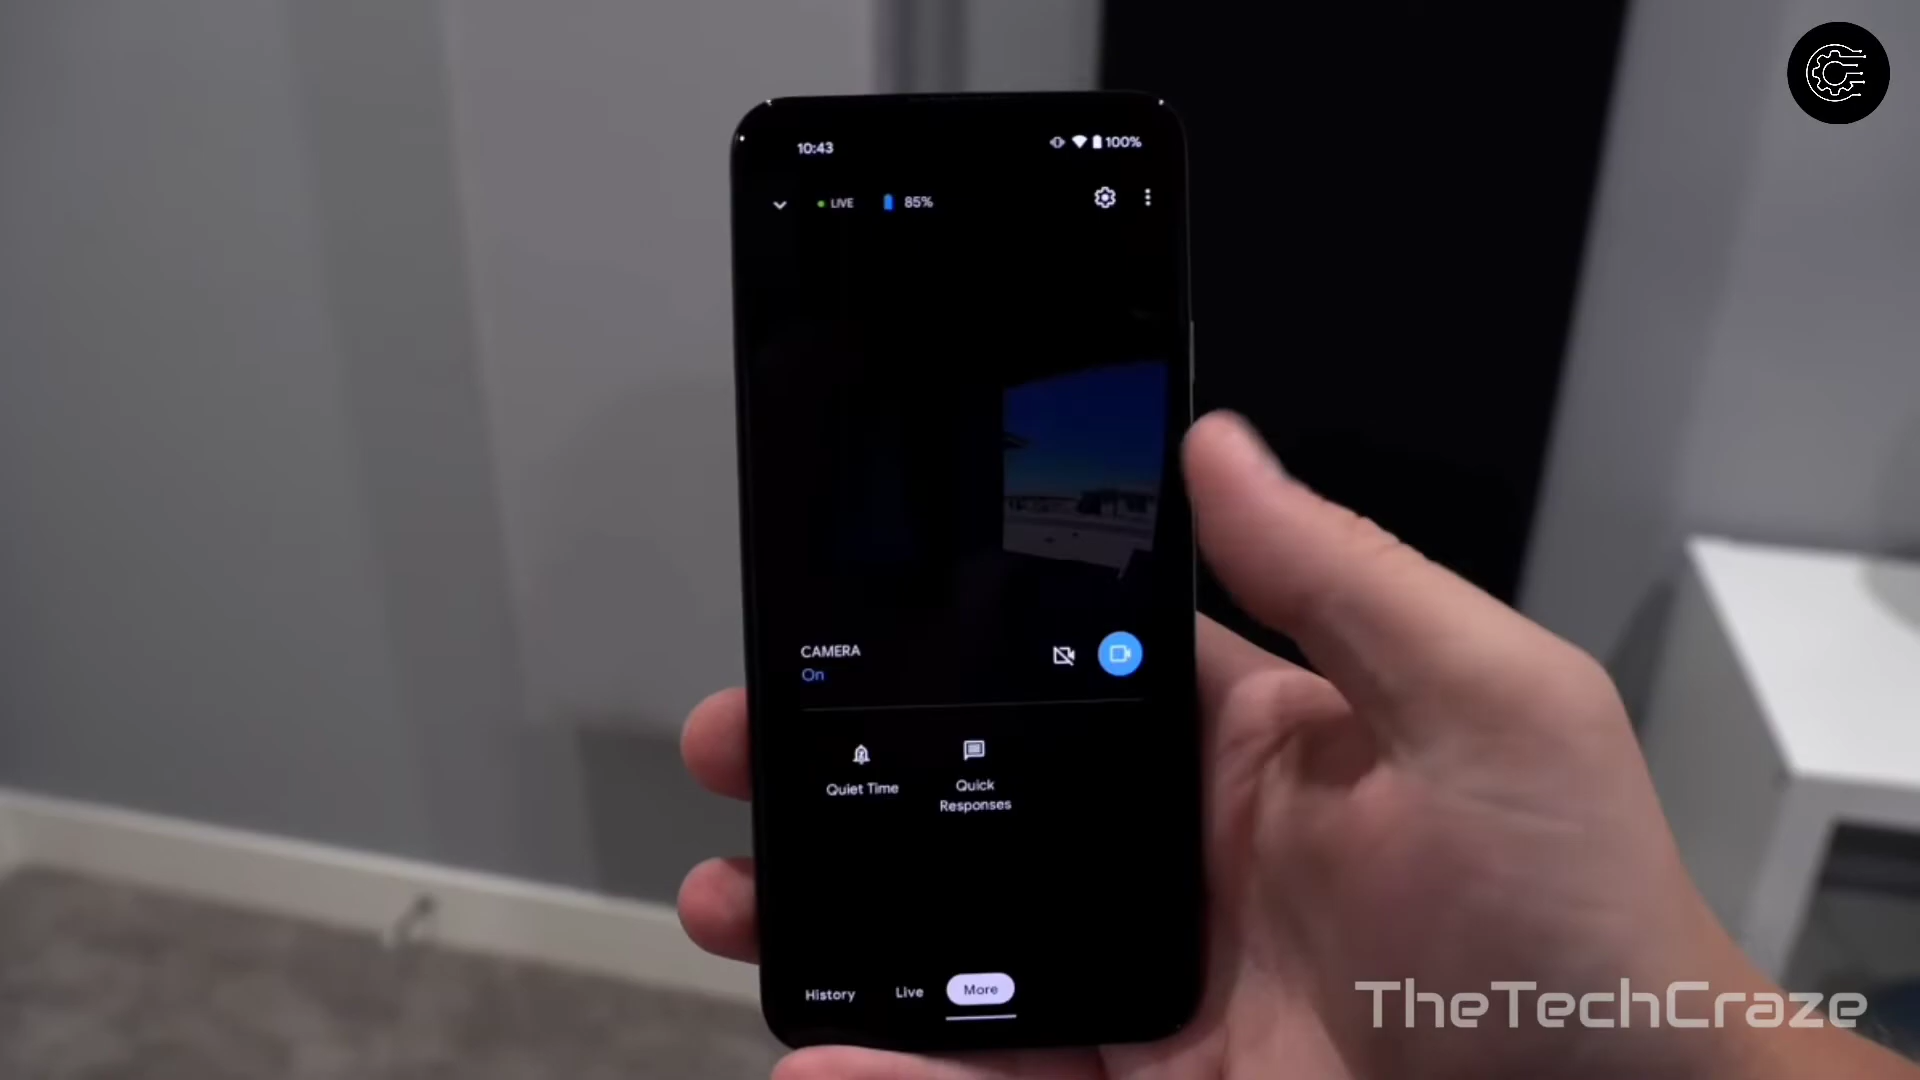 10:43
100%
LIVE
85%
CAMERA
On
Quiet Time
Quick
Responses
History
Live
More
TheTechCraze